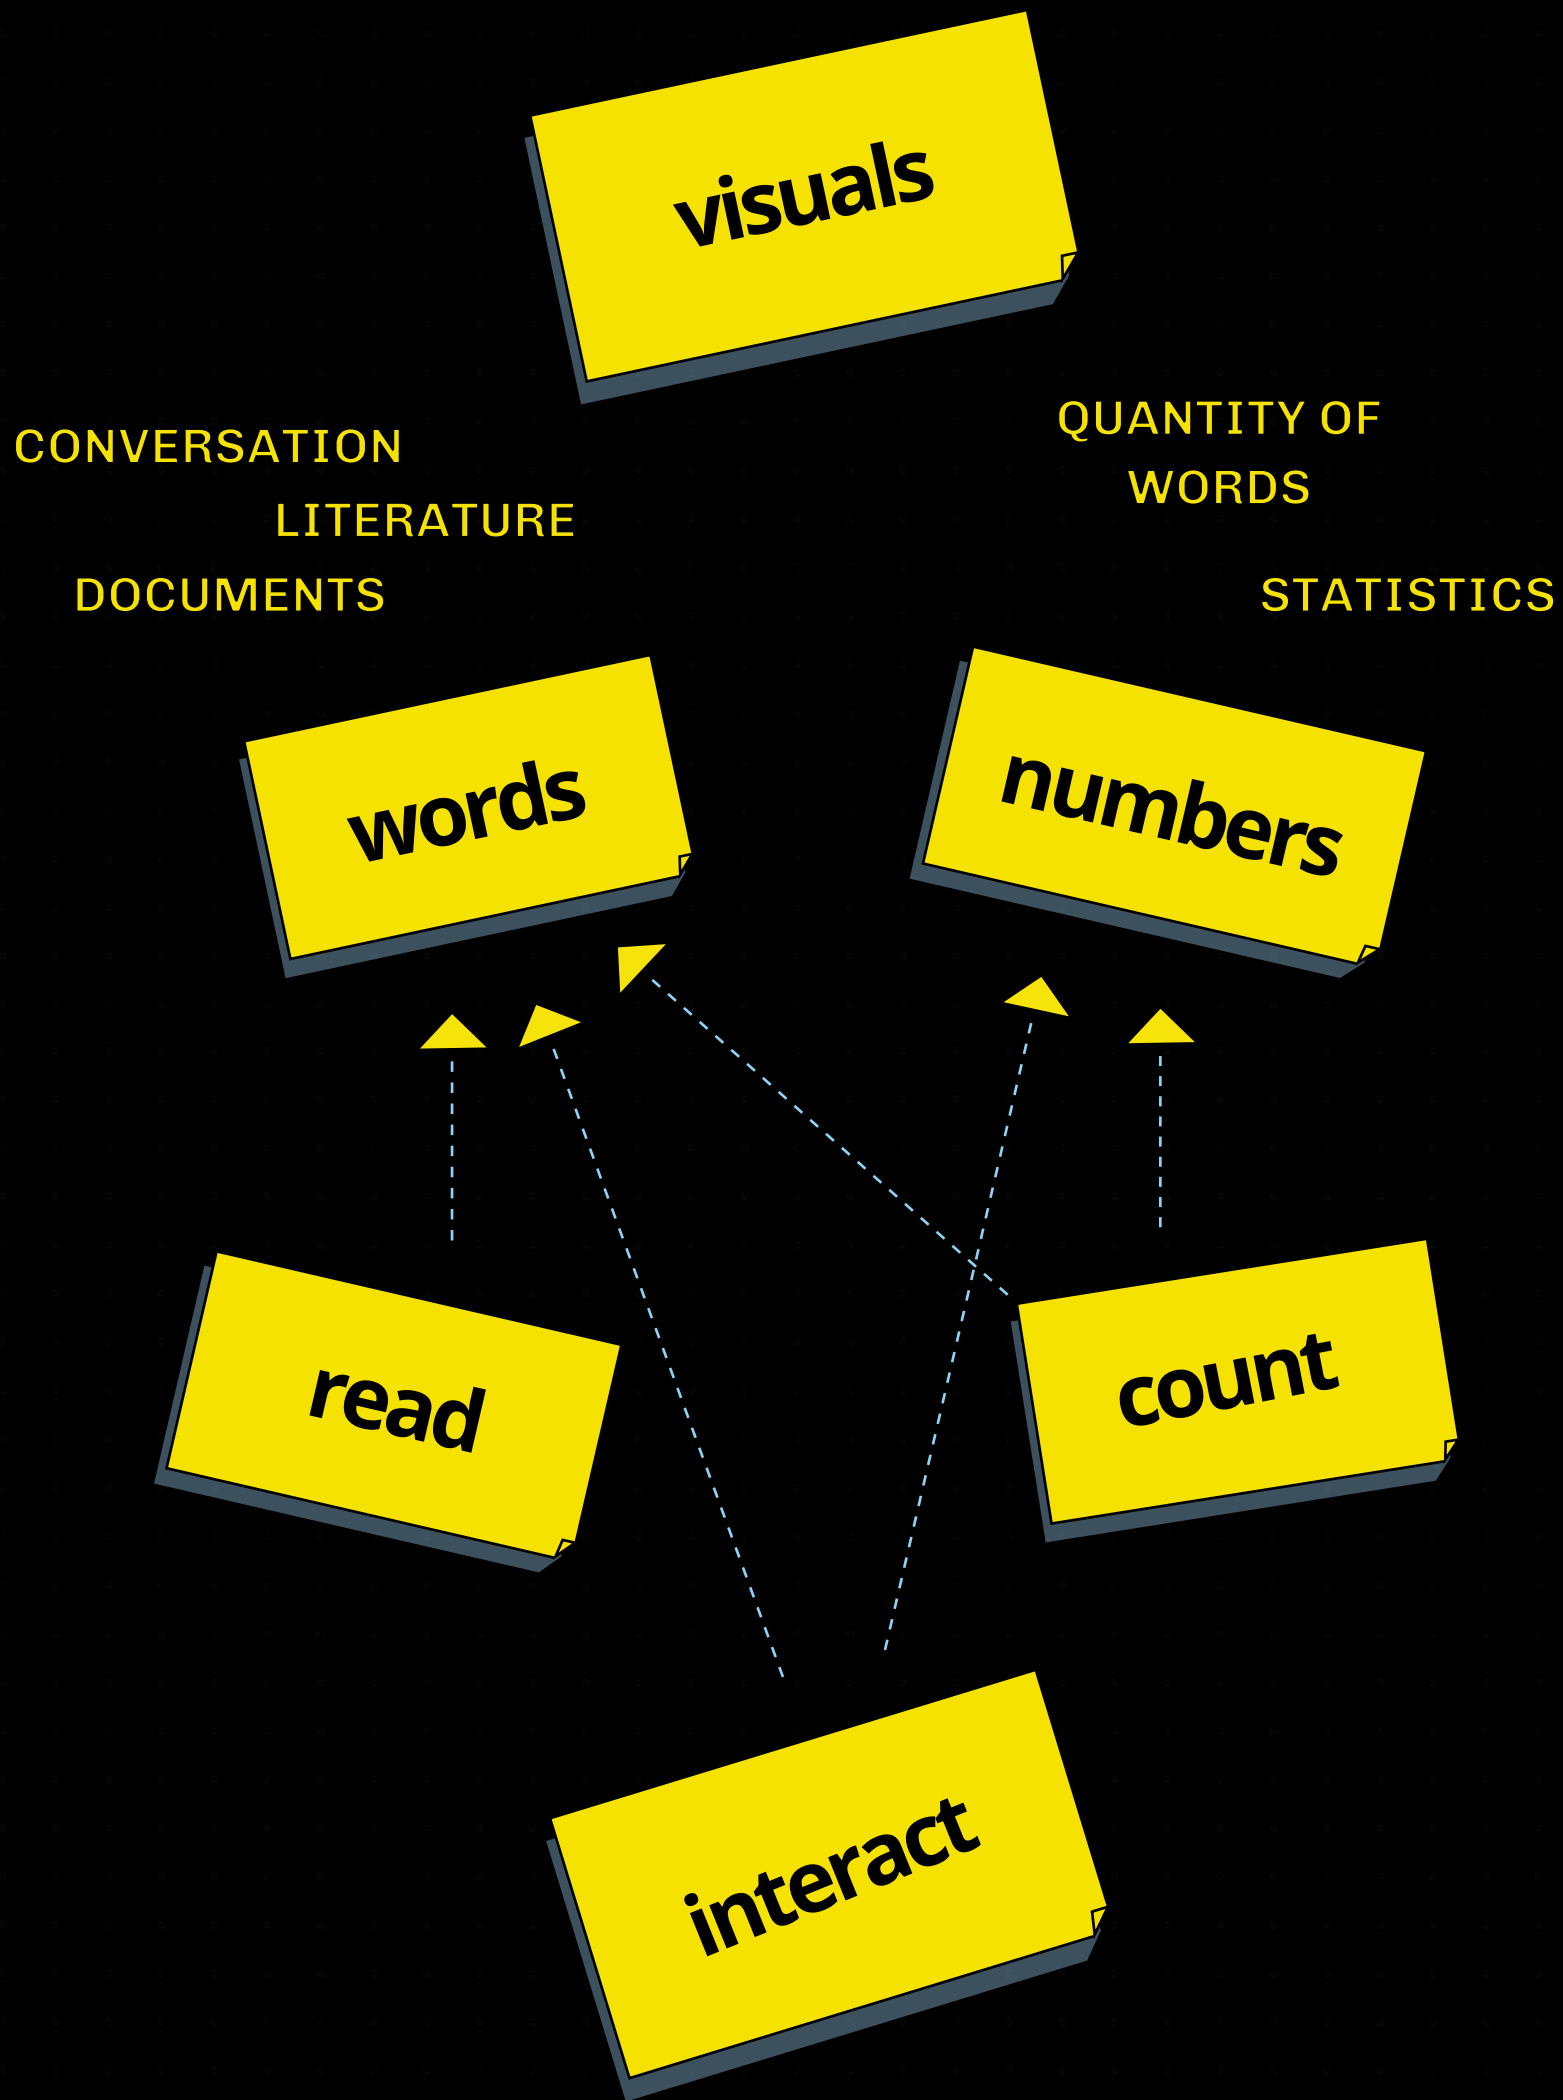 visuals
CONVERSATION
LITERATURE
DOCUMENTS
QUANTITY OF
WORDS
STATISTICS
words
numbers
read
count
interact